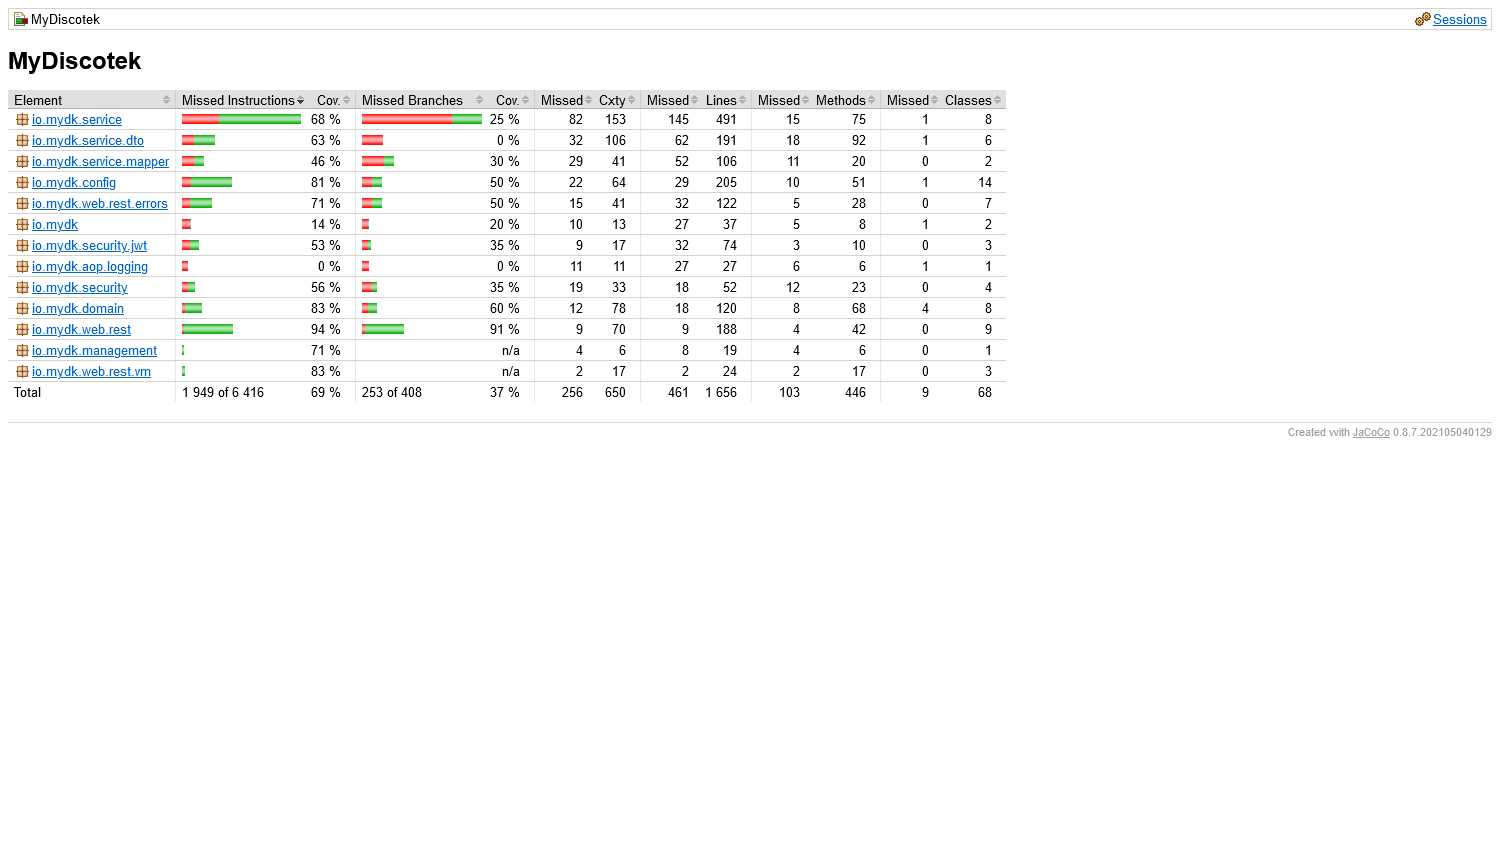 MyDiscotek Sessions
MyDiscotek
Element Missed Instructions Cov. Missed Branches Cov. Missed Cxty Missed Lines Missed Methods Missed Classes
io.mydk.service 68 % 25 % 82 153 145 491 15 75 1 8
io.mydk.service.dto 63 % 0 % 32 106 62 191 18 92 1 6
io.mydk.service.mapper 46 % 30 % 29 41 52 106 11 20 0 2
io.mydk.config 81 % 50 % 22 64 29 205 10 51 1 14
io.mydk.web.rest.errors 71 % 50 % 15 41 32 122 5 28 0 7
io.mydk 14 % 20 % 10 13 27 37 5 8 1 2
io.mydk.security.jwt 53 % 35 % 9 17 32 74 3 10 0 3
io.mydk.aop.logging 0 % 0 % 11 11 27 27 6 6 1 1
io.mydk.security 56 % 35 % 19 33 18 52 12 23 0 4
io.mydk.domain 83 % 60 % 12 78 18 120 8 68 4 8
io.mydk.web.rest 94 % 91 % 9 70 9 188 4 42 0 9
io.mydk.management 71 % n/a 4 6 8 19 4 6 0 1
io.mydk.web.rest.vm 83 % n/a 2 17 2 24 2 17 0 3
Total 1 949 of 6 416 69 % 253 of 408 37 % 256 650 461 1 656 103 446 9 68
Created with JaCoCo 0.8.7.202105040129